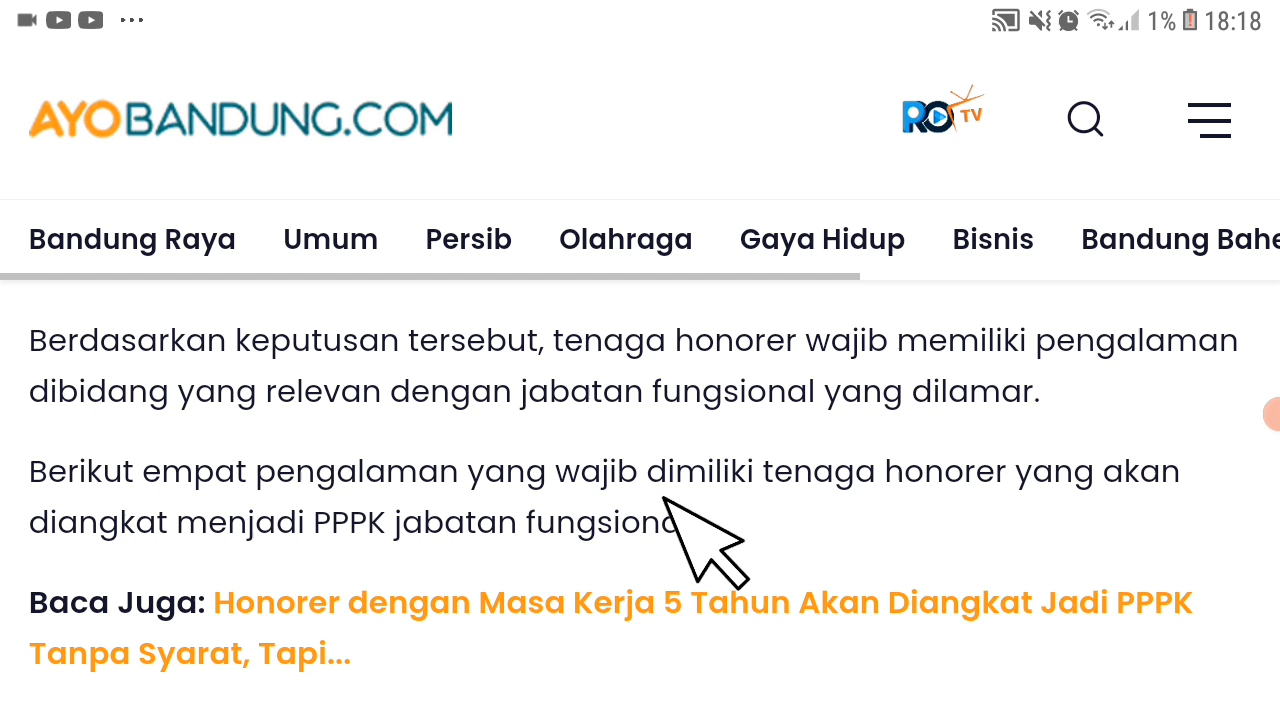 1% 18:18
AYOBANDUNG.COM
RO TV
Bandung Raya Umum Persib Olahraga Gaya Hidup Bisnis Bandung Bahe
Berdasarkan keputusan tersebut, tenaga honorer wajib memiliki pengalaman
dibidang yang relevan dengan jabatan fungsional yang dilamar.
Berikut empat pengalaman yang wajib dimiliki tenaga honorer yang akan
diangkat menjadi PPPK jabatan
Baca Juga: Honorer dengan Masa Kerja 5 Tahun Akan Diangkat Jadi PPPK
Tanpa Syarat, Tapi...